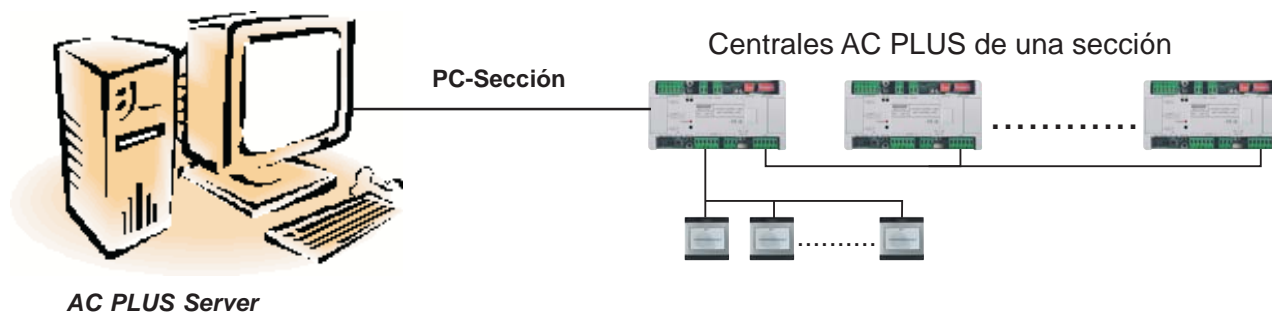 Centrales AC PLUS de una sección
PC-Sección
AC PLUS Server